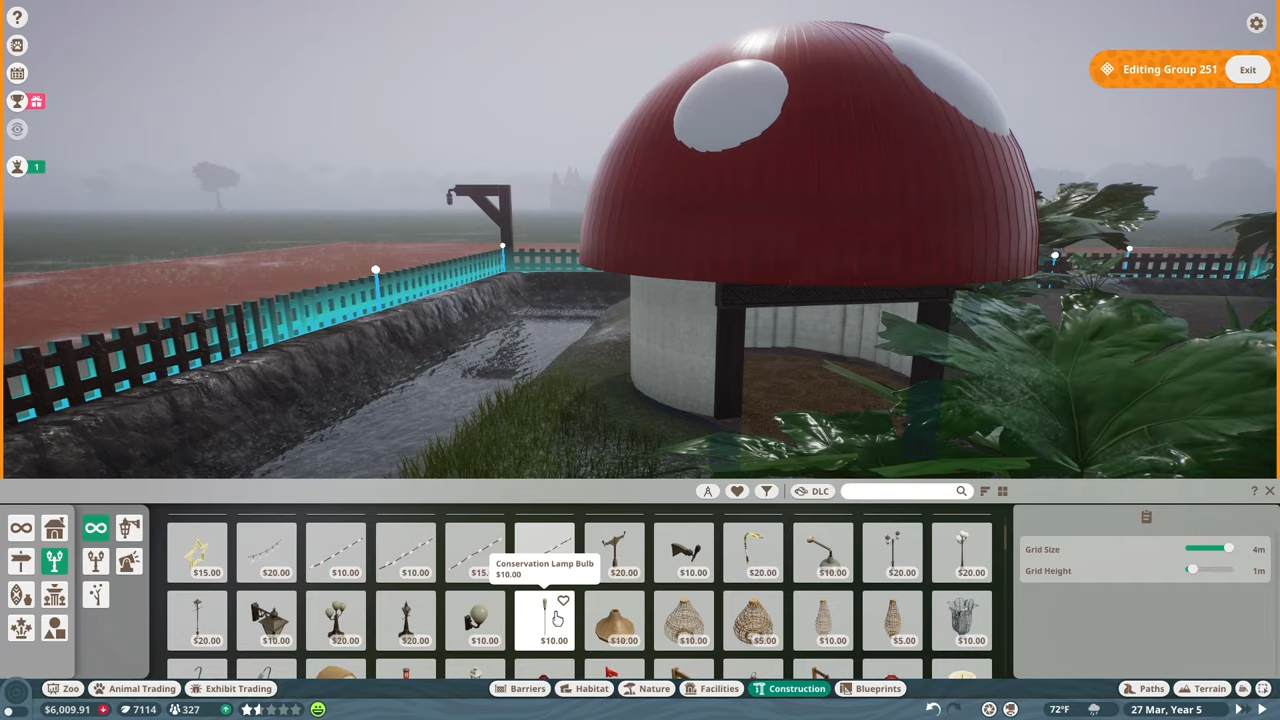 ?
Editing Group 251
Exit
1
DLC
?
$15.00
$20.00
$10.00
$10.00
$15.
$20.00
$10.00
$20.00
$10.00
$20.00
$20.00
Conservation Lamp Bulb
$10.00
$20.00
$10.00
$20.00
$20.00
$10.00
$10.00
$10.00
$10.00
$5.00
$10.00
$5.00
$10.00
Grid Size
4m
Grid Height
1m
Zoo
Animal Trading
Exhibit Trading
Barriers
Habitat
Nature
Facilities
Construction
Blueprints
Paths
Terrain
$6,009.91
7114
327
72°F
27 Mar, Year 5